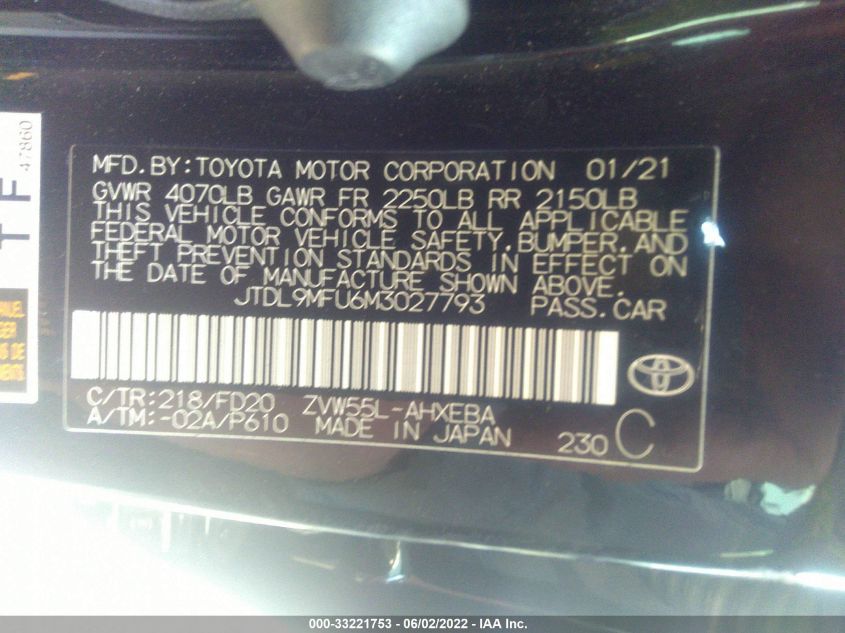 47860
TF
MFD.BY:TOYOTA MOTOR CORPORATION 01/21
GVWR 4070LB GAWR FR 2250LB RR 2150LB
THIS VEHICLE CONFORMS TO ALL APPLICABLE
FEDERAL MOTOR VEHICLE SAFETY,BUMPER,AND
THEFT PREVENTION STANDARDS IN EFFECT ON
THE DATE OF MANUFACTURE SHOWN ABOVE.
JTDL9MFU6M3027793 PASS.CAR
C/TR:218/FD20 ZVW55L-AHXEBA
A/TM:-02A/P610 MADE IN JAPAN 230 C
DE
000-33221753 - 06/02/2022 - IAA Inc.